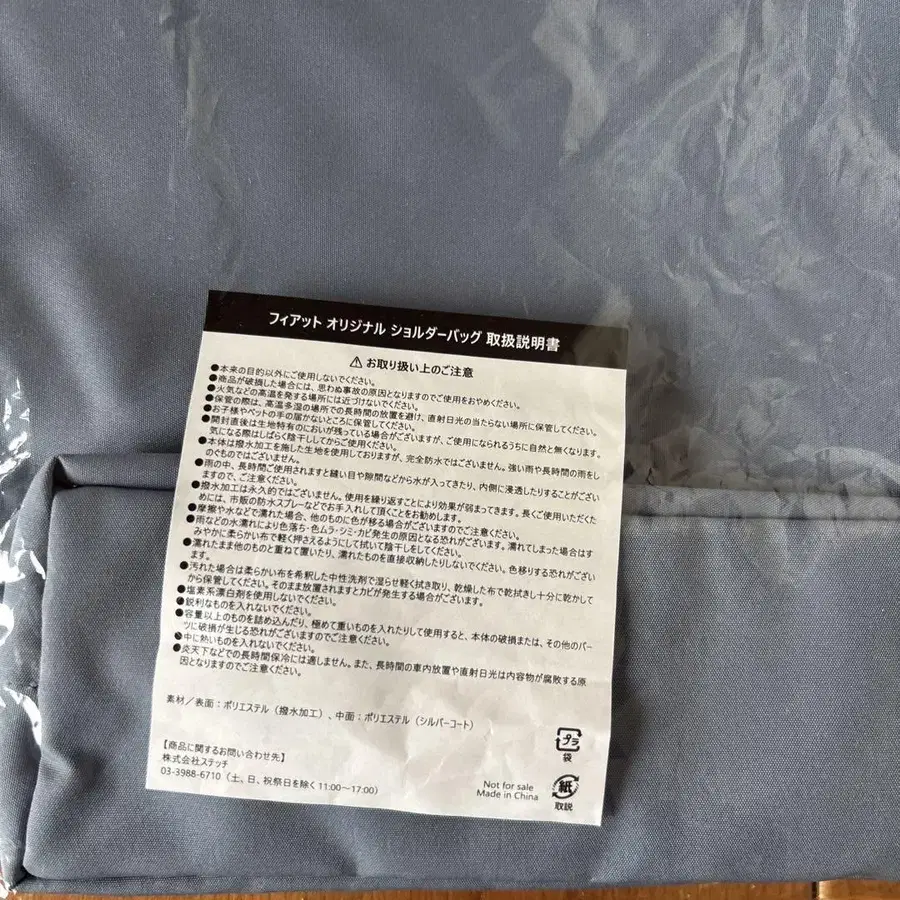 フィアット オリジナル ショルダーバッグ 取扱説明書
⚠ お取り扱い上のご注意
●本来の目的以外にご使用しないでください。
●商品が破損した場合には、思わぬ事故の原因となりますのでご使用をおやめください。
●火気などの高温を発する場所には近づけないでください。
●保管の際は、高温多湿の場所での長時間の放置を避け、直射日光の当たらない場所に保管してください。
●お子様やペットの手の届かないところに保管してください。
●開封直後は生地特有のにおいが残っている場合がございますが、ご使用になられるうちに自然と無くなります。
気になる際はしばらく陰干ししてからご使用ください。
●本体は撥水加工を施した生地を使用しておりますが、完全防水ではございません。強い雨や長時間の雨をし
のぐものではございません。
●雨の中、長時間ご使用されますと縫い目や隙間などから水が入ってきたり、内側に浸透したりすることがござい
ますので、ご注意ください。
●撥水加工は永久的ではございません。使用を繰り返すことにより効果が弱まってきます。長くご使用いただくた
めには、市販の防水スプレーなどでお手入れして頂くことをお勧めします。
●摩擦や水などで濡れた場合、他のものに色が移る場合がございますのでご注意ください。
●雨などの水濡れにより色落ち・色ムラ・シミ・カビ発生の原因となる恐れがございます。濡れてしまった場合はす
みやかに柔らかい布で軽く押さえるようにして拭いて陰干しをしてください。
●濡れたまま他のものと重ねて置いたり、濡れたものを直接収納したりしないでください。色移りする恐れがござい
ます。
●汚れた場合は柔らかい布を希釈した中性洗剤で湿らせ軽く拭き取り、乾燥した布で乾拭きし十分に乾かして
から保管してください。そのまま放置されますとカビが発生する場合がございます。
●塩素系漂白剤を使用しないでください。
●鋭利なものを入れないでください。
●容量以上のものを詰め込んだり、極めて重いものを入れたりして使用すると、本体の破損または、その他のパー
ツに破損が生じる恐れがございますのでご注意ください。
●中に熱いものを入れないでください。
●炎天下などでの長時間保冷には適しません。また、長時間の車内放置や直射日光は内容物が腐敗する原
因となりますのでご注意ください。
素材／表面：ポリエステル（撥水加工）、中面：ポリエステル（シルバーコート）
【商品に関するお問い合わせ先】
株式会社ステッチ
03-3988-6710（土、日、祝祭日を除く11:00～17:00）
Not for sale
Made in China
プラ
袋
紙
取説